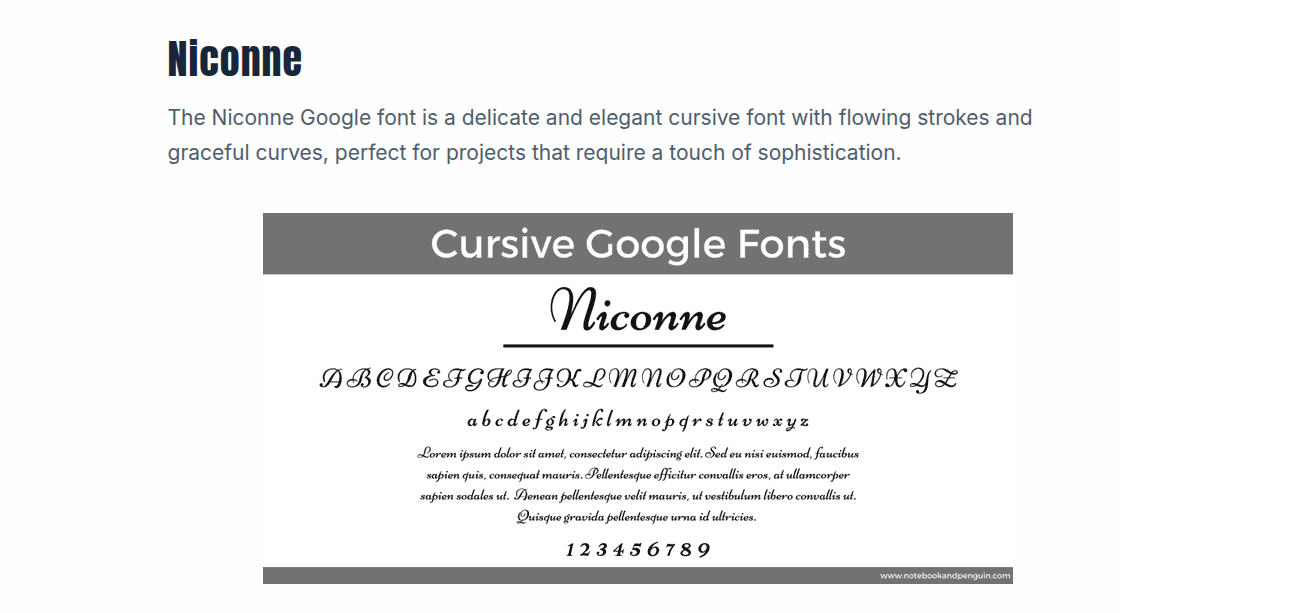 Niconne
The Niconne Google font is a delicate and elegant cursive font with flowing strokes and
graceful curves, perfect for projects that require a touch of sophistication.
Cursive Google Fonts
Niconne
A B C D E F G H I J K L M N O P Q R S T U V W X Y Z
a b c d e f g h i j k l m n o p q r s t u v w x y z
Lorem ipsum dolor sit amet, consectetur adipiscing elit. Sed eu nisi euismod, faucibus
sapien quis, consequat mauris. Pellentesque efficitur convallis eros, at ullamcorper
sapien sodales ut. Aenean pellentesque velit mauris, ut vestibulum libero convallis ut.
Quisque gravida pellentesque urna id ultricies.
1 2 3 4 5 6 7 8 9
www.notebookandpenguin.com